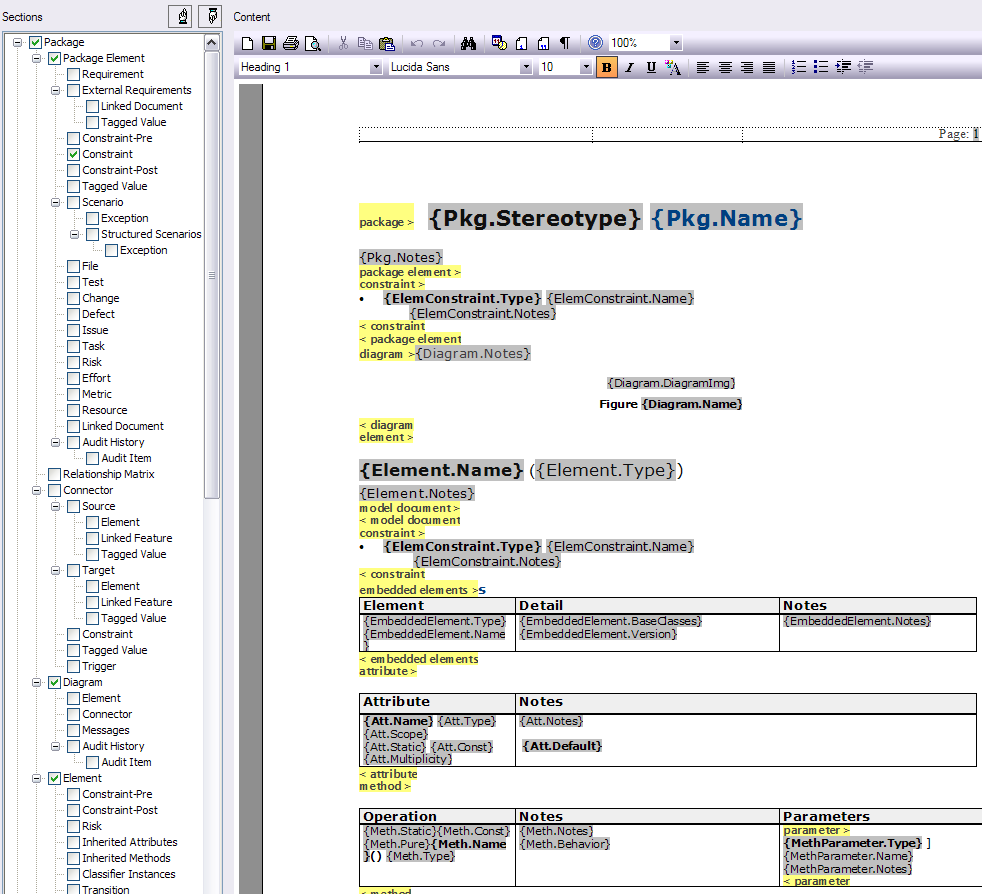 Sections
Package
Package Element
Requirement
External Requirements
Linked Document
Tagged Value
Constraint-Pre
Constraint
Constraint-Post
Tagged Value
Scenario
Exception
Structured Scenarios
Exception
File
Test
Change
Defect
Issue
Task
Risk
Effort
Metric
Resource
Linked Document
Audit History
Audit Item
Relationship Matrix
Connector
Source
Element
Linked Feature
Tagged Value
Target
Element
Linked Feature
Tagged Value
Constraint
Tagged Value
Trigger
Diagram
Element
Connector
Messages
Audit History
Audit Item
Element
Constraint-Pre
Constraint-Post
Risk
Inherited Attributes
Inherited Methods
Classifier Instances
Transition
Content
100%
Heading 1 Lucida Sans 10 B I U A
Page: 1
package > {Pkg.Stereotype} {Pkg.Name}
{Pkg.Notes}
package element >
constraint >
• {ElemConstraint.Type} {ElemConstraint.Name}
{ElemConstraint.Notes}
< constraint
< package element
diagram >{Diagram.Notes}
{Diagram.DiagramImg}
Figure {Diagram.Name}
< diagram
element >
{Element.Name} ({Element.Type})
{Element.Notes}
model document >
< model document
constraint >
• {ElemConstraint.Type} {ElemConstraint.Name}
{ElemConstraint.Notes}
< constraint
embedded elements >s
Element Detail Notes
{EmbeddedElement.Type} {EmbeddedElement.BaseClasses} {EmbeddedElement.Notes}
{EmbeddedElement.Name {EmbeddedElement.Version}
}
< embedded elements
attribute >
Attribute Notes
{Att.Name} {Att.Type} {Att.Notes}
{Att.Scope}
{Att.Static} {Att.Const} {Att.Default}
{Att.Multiplicity}
< attribute
method >
Operation Notes Parameters
{Meth.Static}{Meth.Const} {Meth.Notes} parameter >
{Meth.Pure}{Meth.Name {Meth.Behavior} {MethParameter.Type} ]
}() {Meth.Type} {MethParameter.Name}
{MethParameter.Notes}
< parameter
< method